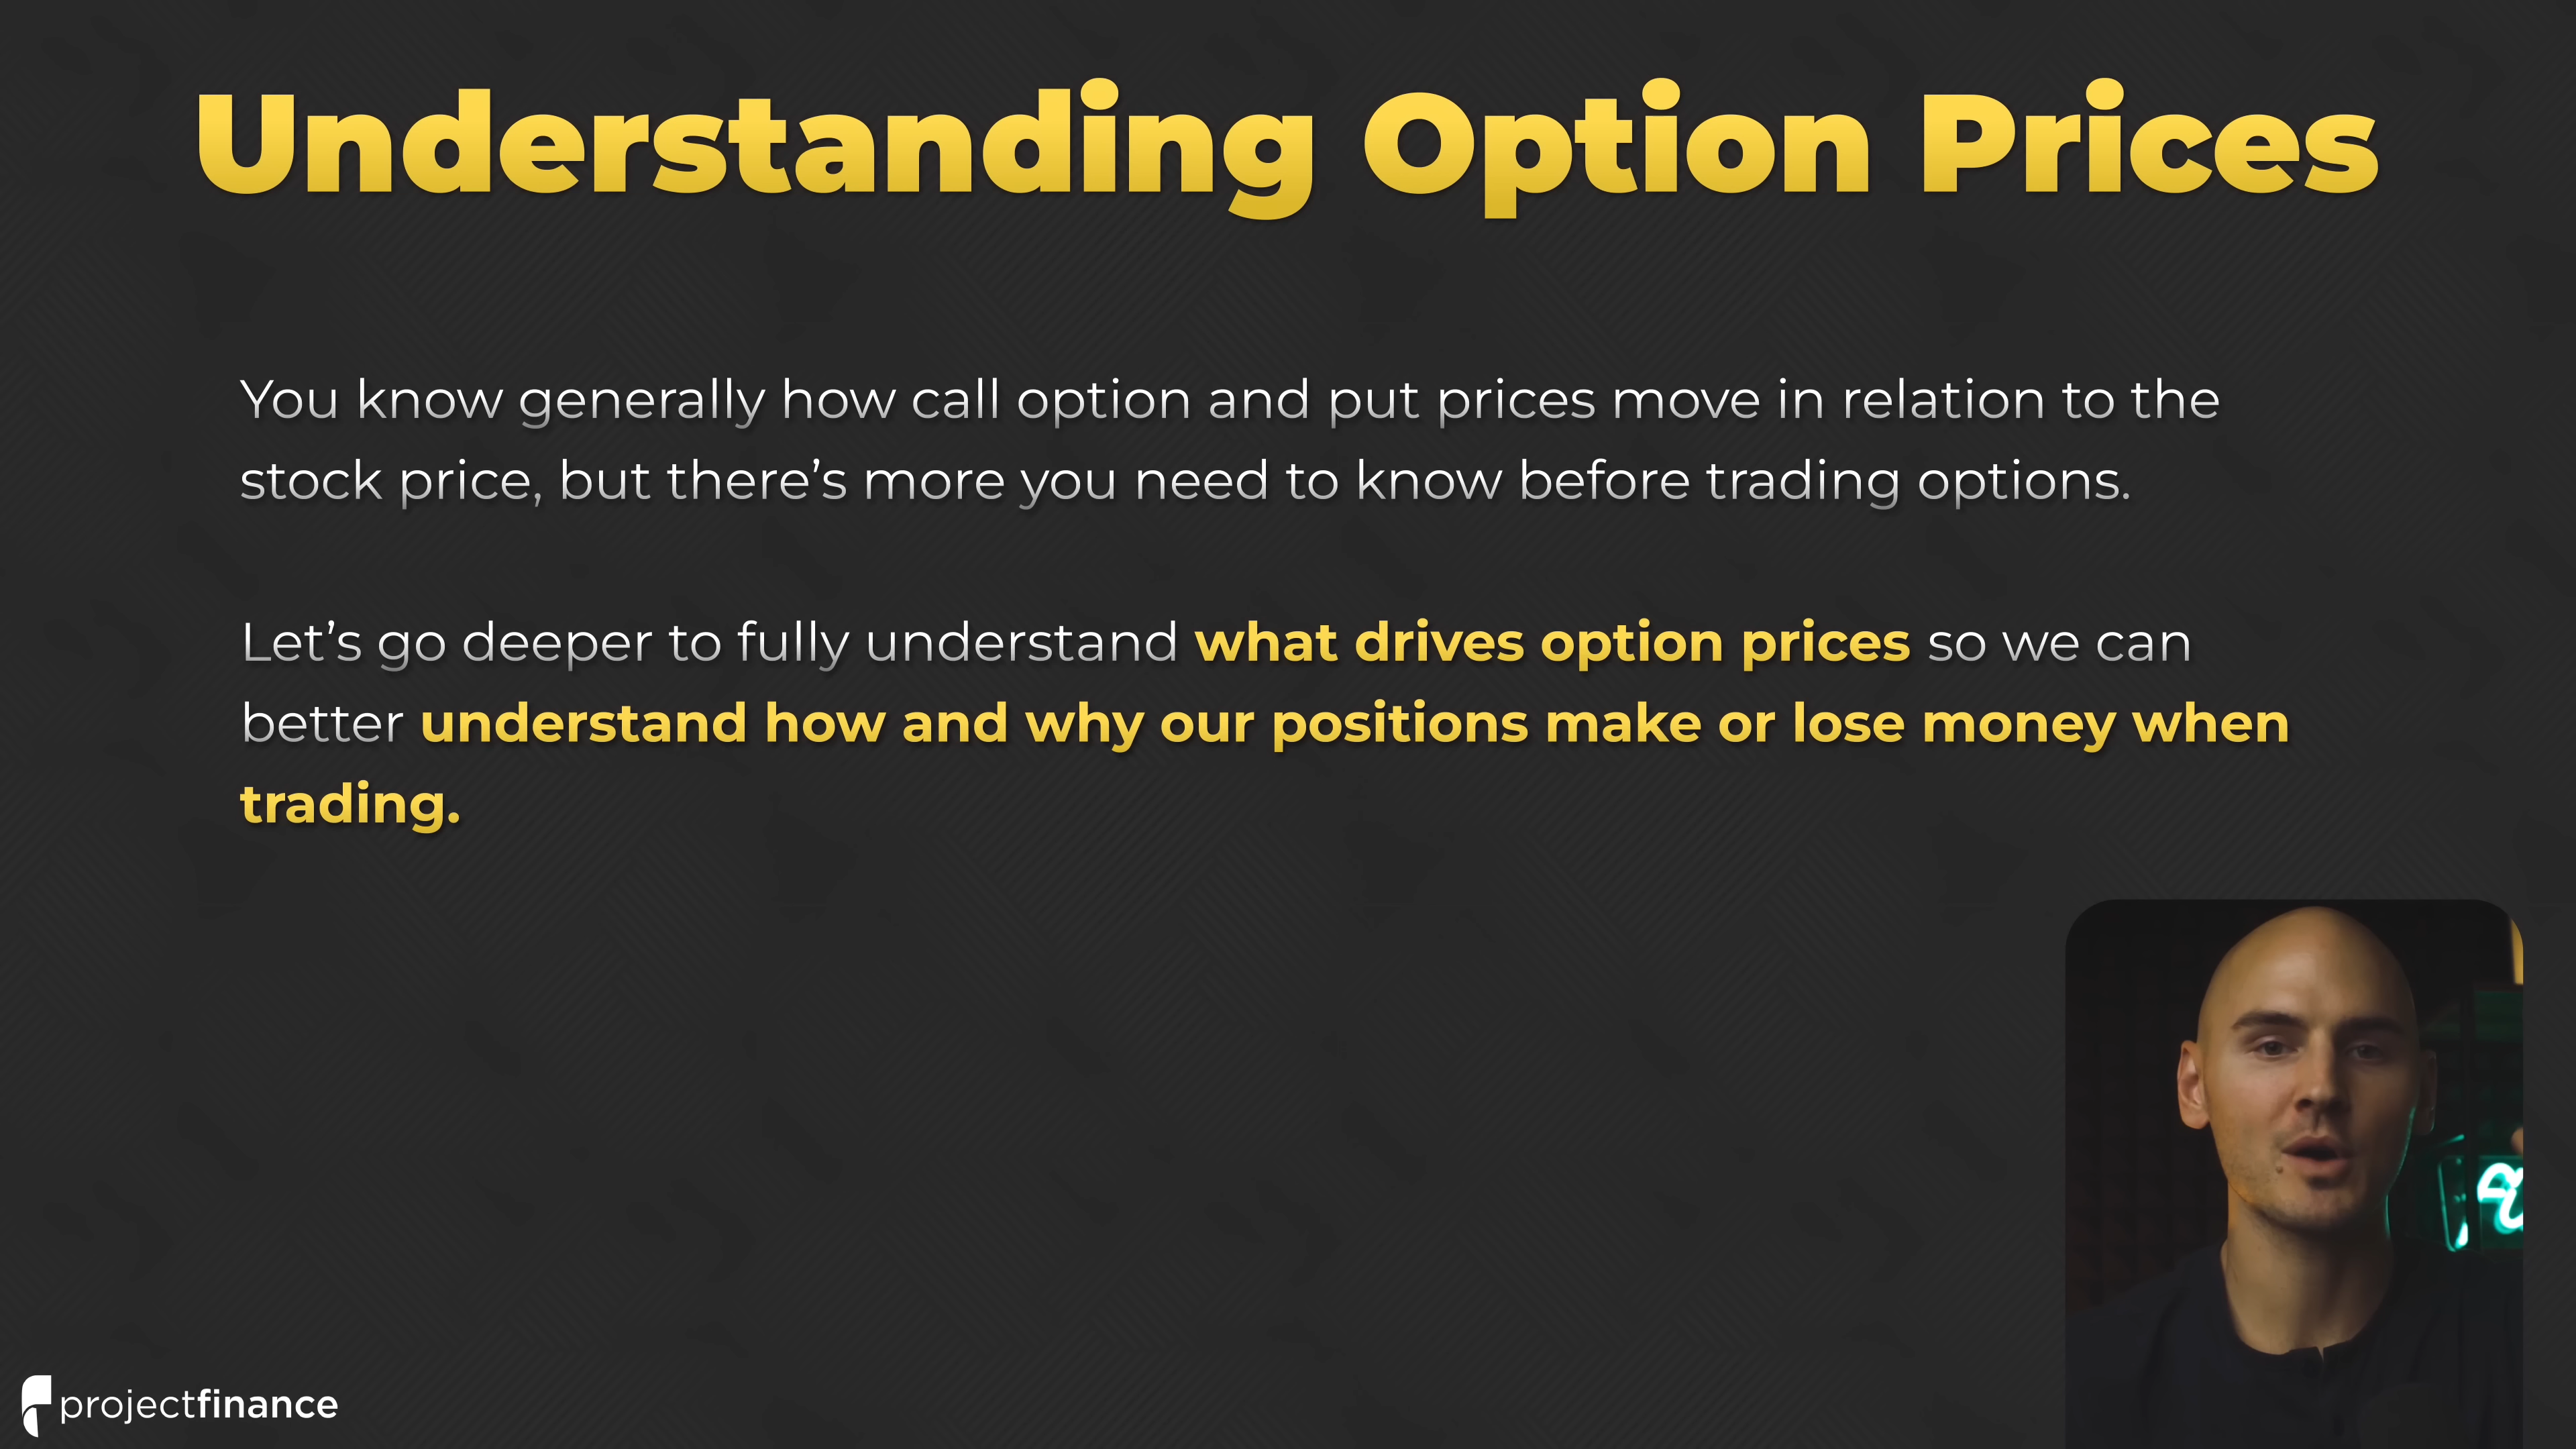 Understanding Option Prices
You know generally how call option and put prices move in relation to the
stock price, but there’s more you need to know before trading options.
Let’s go deeper to fully understand what drives option prices so we can
better understand how and why our positions make or lose money when
trading.
projectfinance